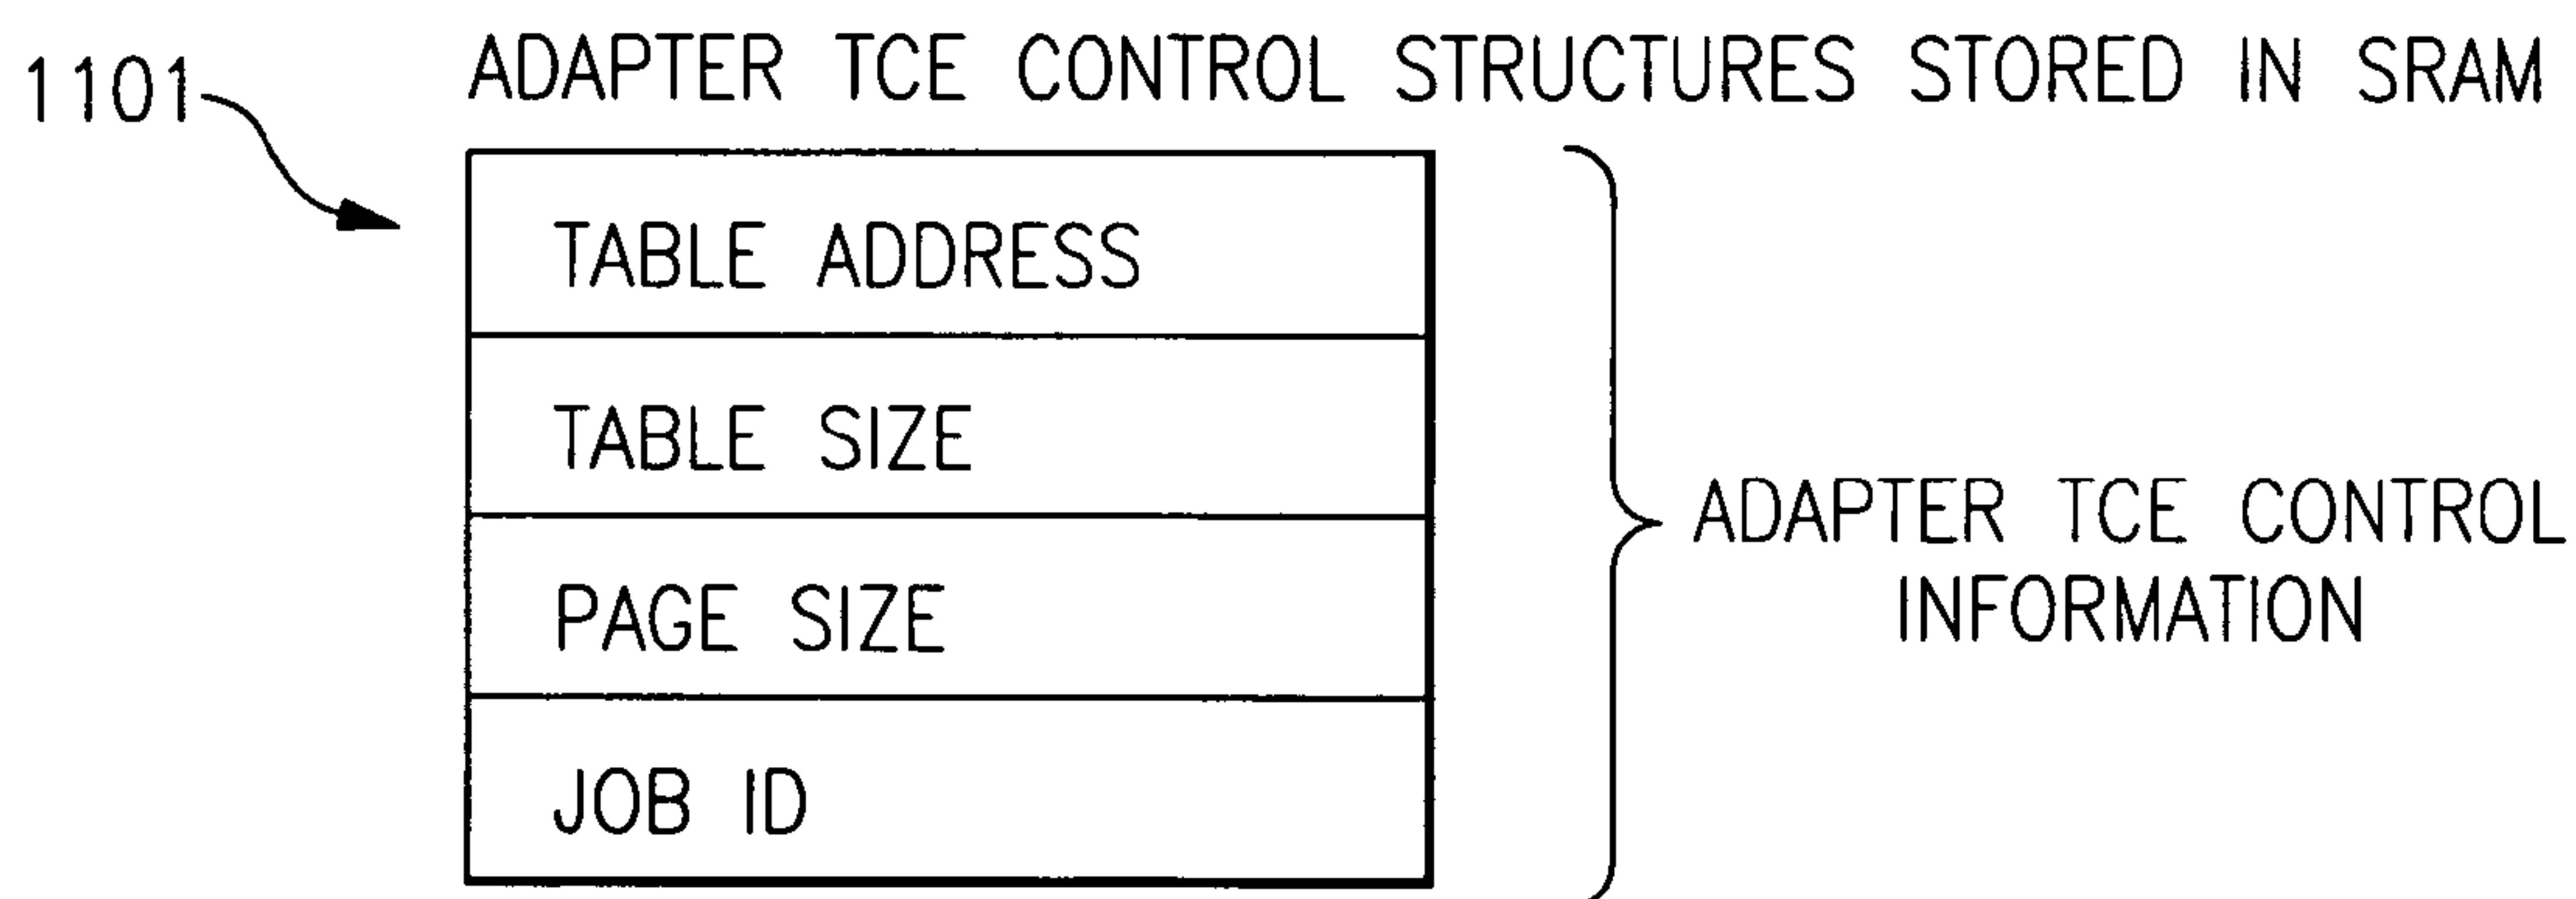 1101
ADAPTER TCE CONTROL STRUCTURES STORED IN SRAM
TABLE ADDRESS
TABLE SIZE
PAGE SIZE
JOB ID
ADAPTER TCE CONTROL
INFORMATION